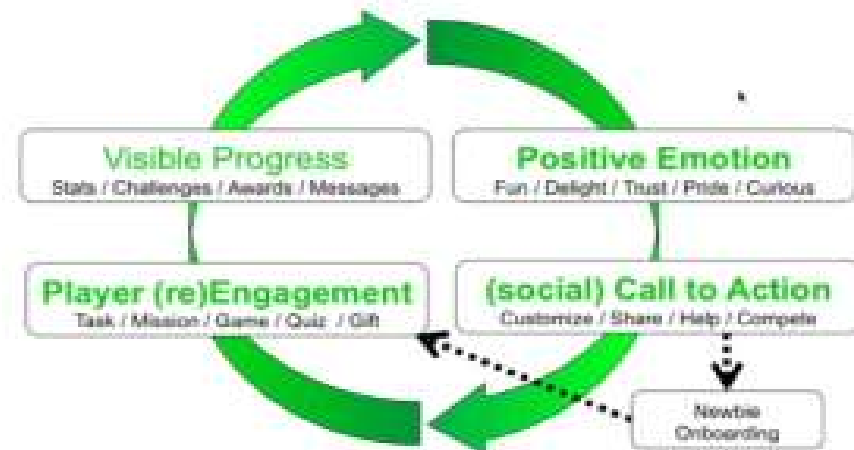 Visible Progress
Stats / Challenges / Awards / Messages
Positive Emotion
Fun / Delight / Trust / Pride / Curious
Player (re)Engagement
Task / Mission / Game / Quiz / Gift
(social) Call to Action
Customize / Share / Help / Compete
Newbie
Onboarding